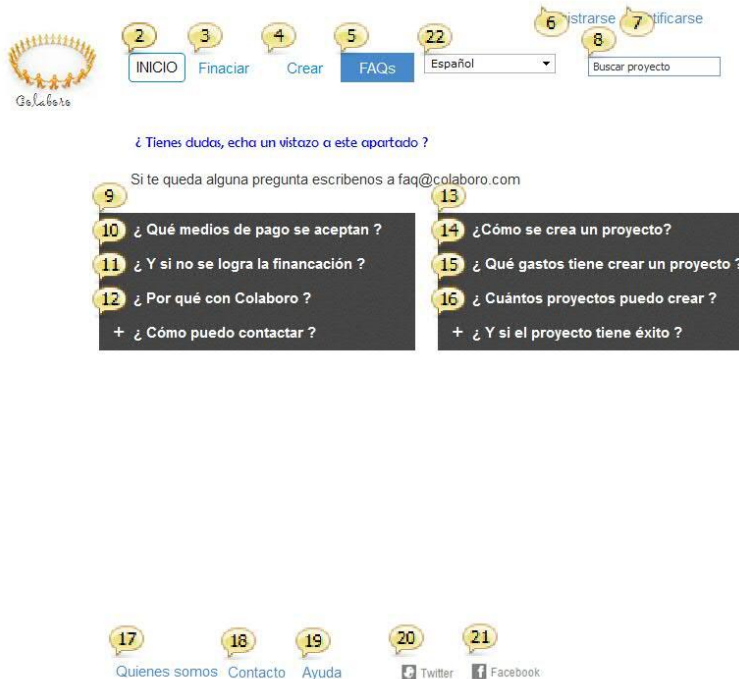 6 istrarse 7 tificarse
2 3 4 5 22 8
INICIO Finaciar Crear FAQs Español Buscar proyecto
Colaboro
¿ Tienes dudas, echa un vistazo a este apartado ?
Si te queda alguna pregunta escribenos a faq@colaboro.com
9 13
10 ¿ Qué medios de pago se aceptan ?
11 ¿ Y si no se logra la financación ?
12 ¿ Por qué con Colaboro ?
+ ¿ Cómo puedo contactar ?
14 ¿Cómo se crea un proyecto?
15 ¿ Qué gastos tiene crear un proyecto ?
16 ¿ Cuántos proyectos puedo crear ?
+ ¿ Y si el proyecto tiene éxito ?
17 18 19 20 21
Quienes somos Contacto Ayuda Twitter Facebook